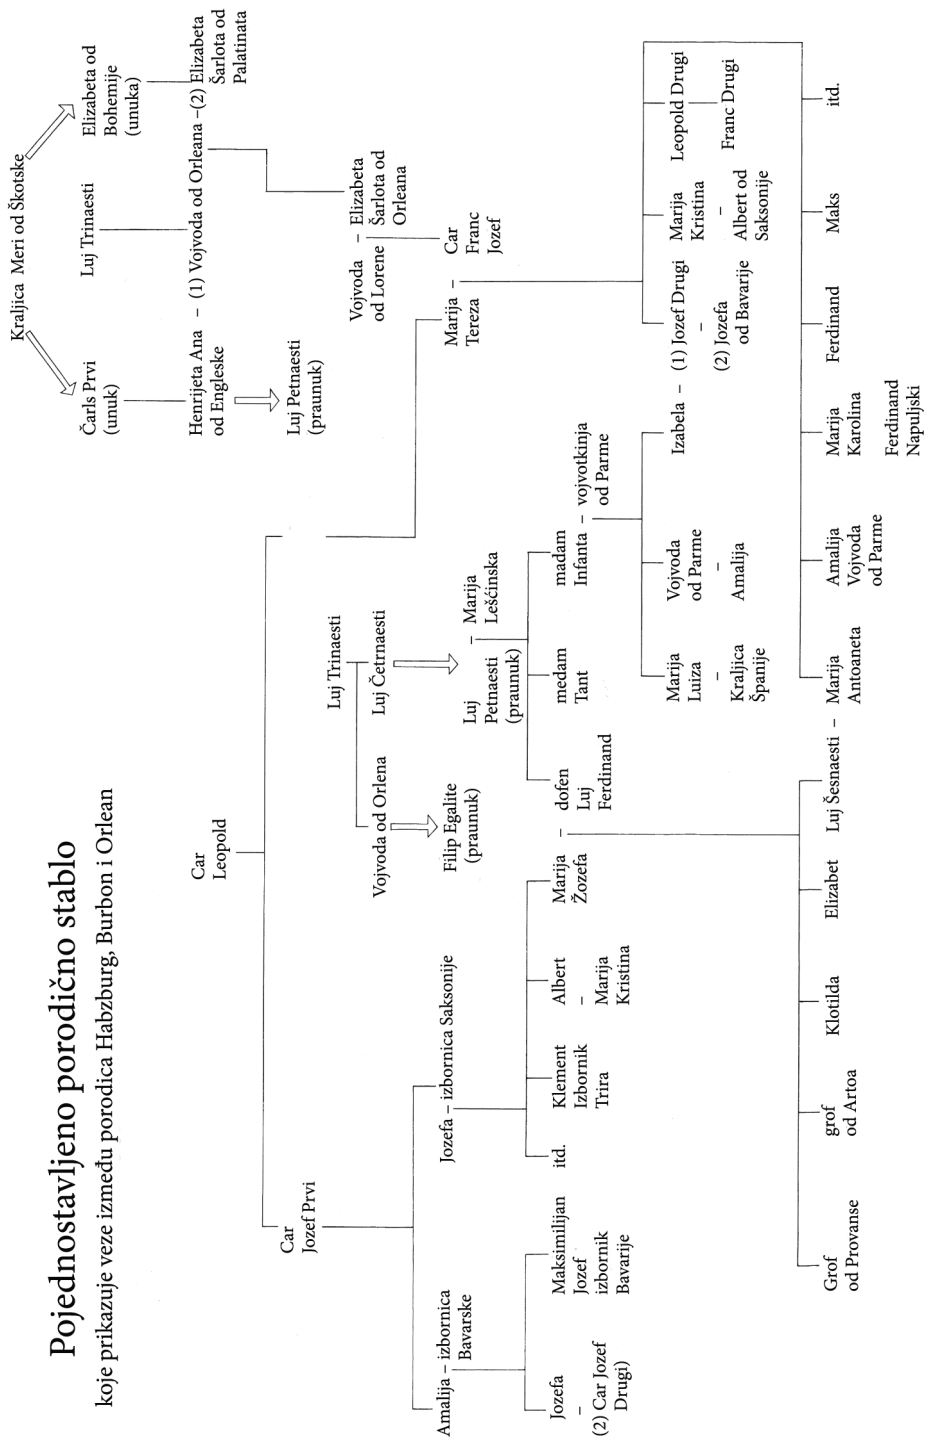 Pojednostavljeno porodično stablo
koje prikazuje veze između porodica Habzburg, Burbon i Orlean
Kraljica Meri od Škotske
Čarls Prvi
(unuk)
Luj Trinaesti
Elizabeta od
Bohemije
(unuka)
Henrijeta Ana
od Engleske
– (1) Vojvoda od Orleana –(2) Elizabeta
Šarlota od
Palatinata
Luj Petnaesti
(praunuk)
Vojvoda
od Lorene
– Elizabeta
Šarlota od
Orleana
Car
Leopold
Car
Jozef Prvi
Luj Trinaesti
Vojvoda od Orlena
Luj Četrnaesti
Filip Egalite
(praunuk)
Marija
Tereza
–
Car
Franc
Jozef
Amalija – izbornica
Bavarske
Jozefa – izbornica Saksonije
Luj
Petnaesti
(praunuk)
– Marija
Lešćinska
Jozefa
–
(2) Car Jozef
Drugi)
Maksimilijan
Jozef
izbornik
Bavarije
itd.
Klement
Izbornik
Trira
Albert
–
Marija
Kristina
Marija
Žozefa
–
dofen
Luj
Ferdinand
medam
Tant
madam
Infanta
– vojvotkinja
od Parme
Marija
Luiza
–
Kraljica
Španije
Vojvoda
od Parme
–
Amalija
Izabela –
(1) Jozef Drugi
–
(2) Jozefa
od Bavarije
Marija
Kristina
–
Albert od
Saksonije
Leopold Drugi
Franc Drugi
Grof
od Provanse
grof
od Artoa
Klotilda
Elizabet
Luj Šesnaesti –
Marija
Antoaneta
Amalija
Vojvoda
od Parme
Marija
Karolina
Ferdinand
Napuljski
Ferdinand
Maks
itd.